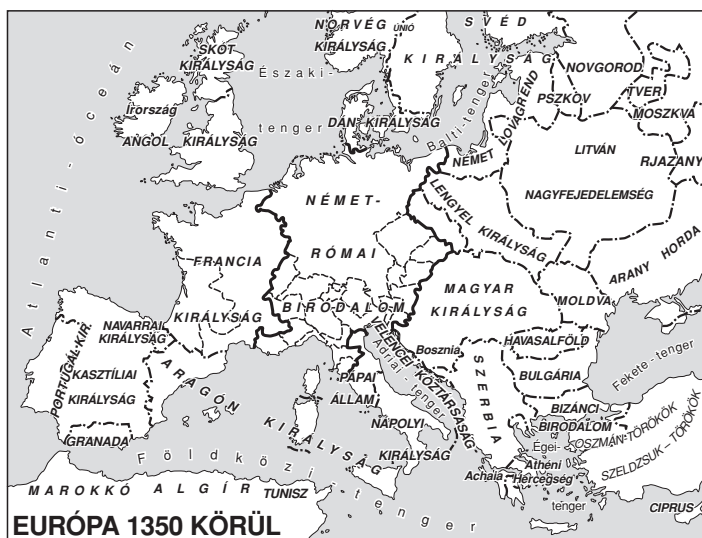 NORVÉG
UNIÓ
SVÉD
KIRÁLYSÁG
KIRÁLYSÁG
SKÓT
KIRÁLYSÁG
Északi-
tenger
Atlanti-óceán
Írország
ANGOL KIRÁLYSÁG
DÁN KIRÁLYSÁG
Balti-tenger
NÉMET LOVAGREND
NOVGOROD
PSZKOV
TVER
MOSZKVA
RJAZANY
LITVÁN
NAGYFEJEDELEMSÉG
LENGYEL KIRÁLYSÁG
NÉMET-
RÓMAI
BIRODALOM
FRANCIA
KIRÁLYSÁG
MAGYAR
KIRÁLYSÁG
ARANY HORDA
MOLDVA
HAVASALFÖLD
Fekete-tenger
NAVARRAI
KIRÁLYSÁG
PORTUGÁL KIR.
KASZTÍLIAI
KIRÁLYSÁG
GRANADA
ARAGÓN KIRÁLYSÁG
VELENCEI KÖZTÁRSASÁG
Adriai-tenger
Bosznia
SZERBIA
BULGÁRIA
BIZÁNCI
BIRODALOM
PÁPAI
ÁLLAM
NÁPOLYI
KIRÁLYSÁG
OSZMÁN-TÖRÖKÖK
SZELDZSUK-TÖRÖKÖK
Égei-
tenger
Athéni
Hercegség
Achaia
CIPRUS
Földközi-tenger
MAROKKÓ ALGÍR TUNISZ
EURÓPA 1350 KÖRÜL